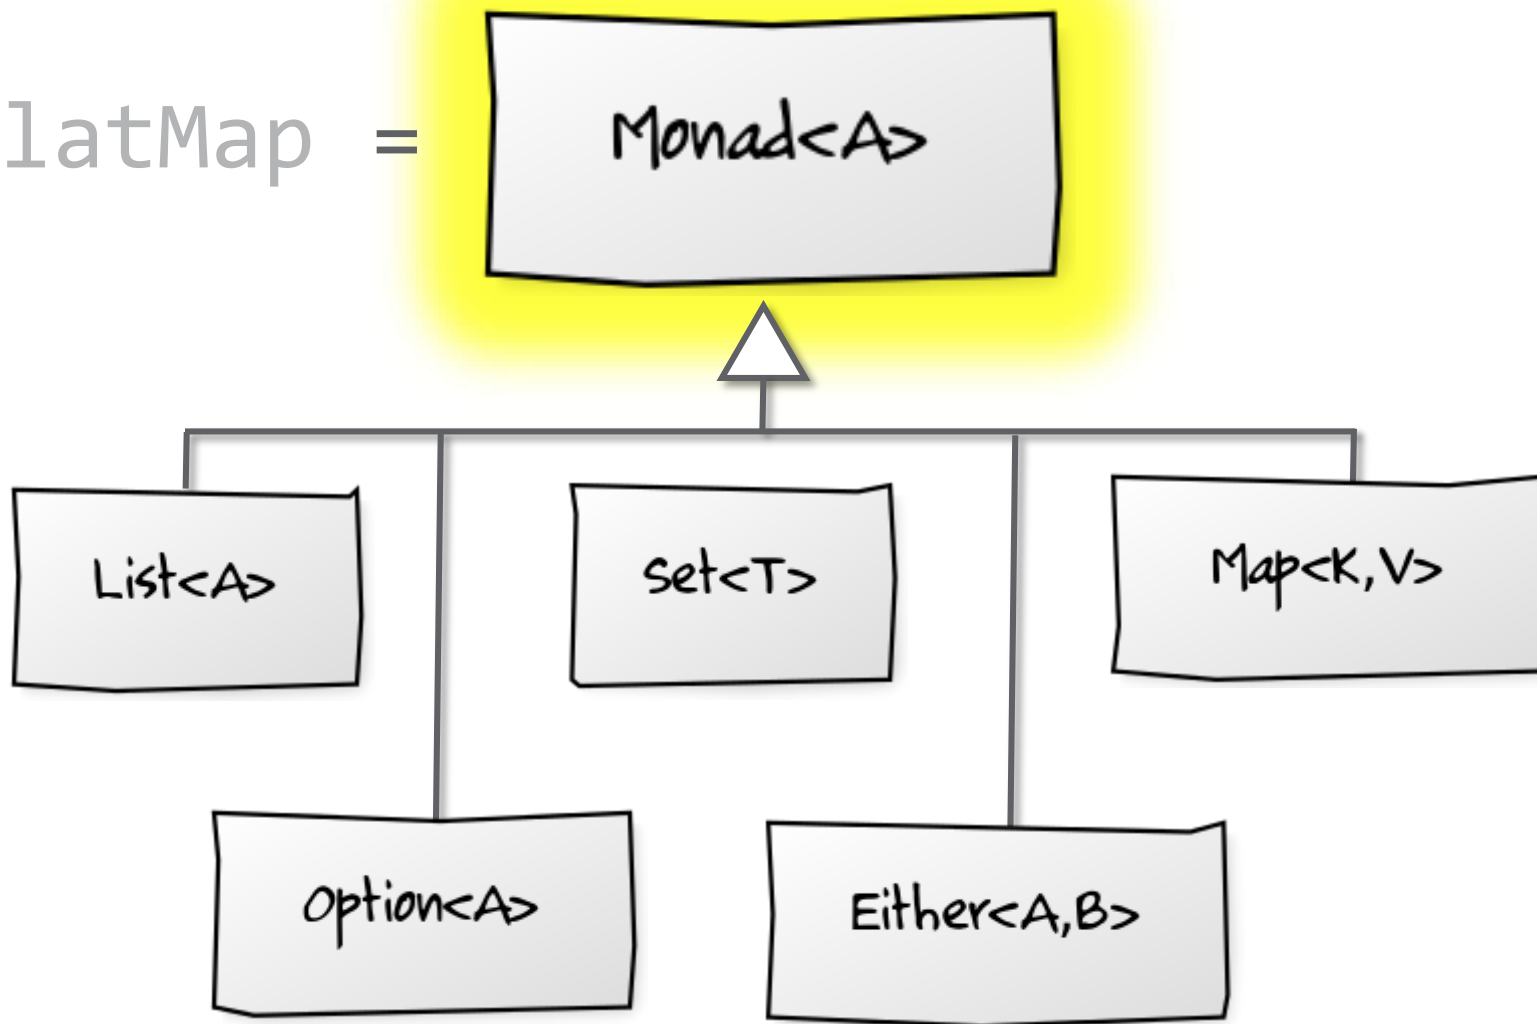 latMap = Monad<A>
List<A> Set<T> Map<K,V>
Option<A> Either<A,B>